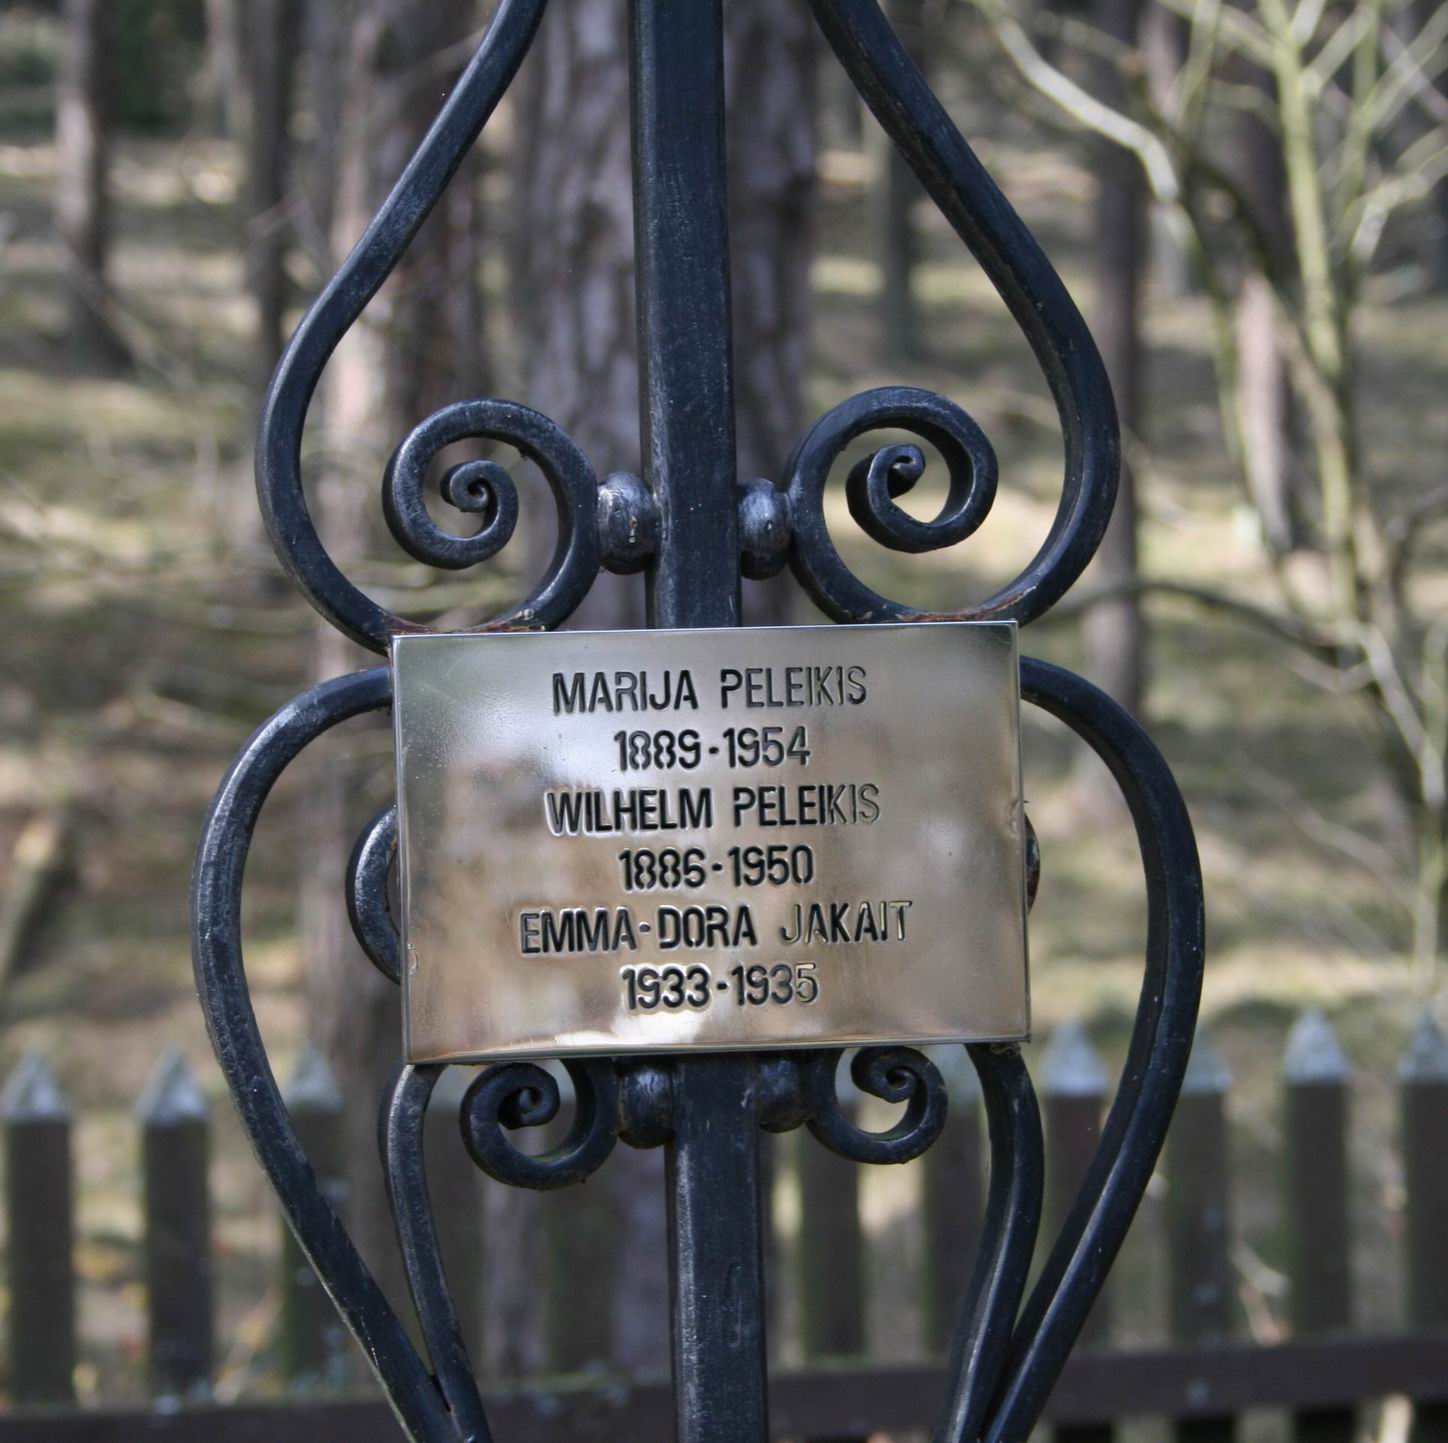 MARIJA PELEIKIS
1889-1954
WILHELM PELEIKIS
1886-1950
EMMA-DORA JAKAIT
1933-1935